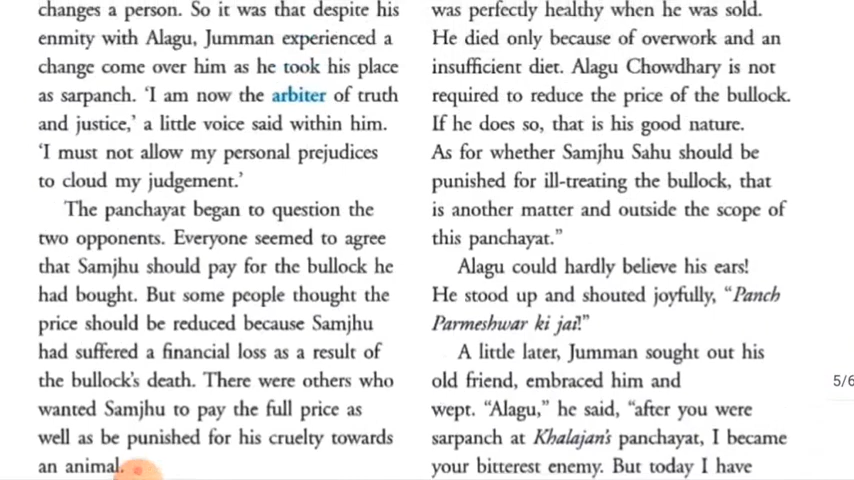 changes a person. So it was that despite his
enmity with Alagu, Jumman experienced a
change come over him as he took his place
as sarpanch. 'I am now the arbiter of truth
and justice,' a little voice said within him.
'I must not allow my personal prejudices
to cloud my judgement.'
The panchayat began to question the
two opponents. Everyone seemed to agree
that Samjhu should pay for the bullock he
had bought. But some people thought the
price should be reduced because Samjhu
had suffered a financial loss as a result of
the bullock's death. There were others who
wanted Samjhu to pay the full price as
well as be punished for his cruelty towards
an animal.
was perfectly healthy when he was sold.
He died only because of overwork and an
insufficient diet. Alagu Chowdhary is not
required to reduce the price of the bullock.
If he does so, that is his good nature.
As for whether Samjhu Sahu should be
punished for ill-treating the bullock, that
is another matter and outside the scope of
this panchayat."
Alagu could hardly believe his ears!
He stood up and shouted joyfully, "Panch
Parmeshwar ki jai!"
A little later, Jumman sought out his
old friend, embraced him and
wept. "Alagu," he said, "after you were
sarpanch at Khalajan's panchayat, I became
your bitterest enemy. But today I have
5/6